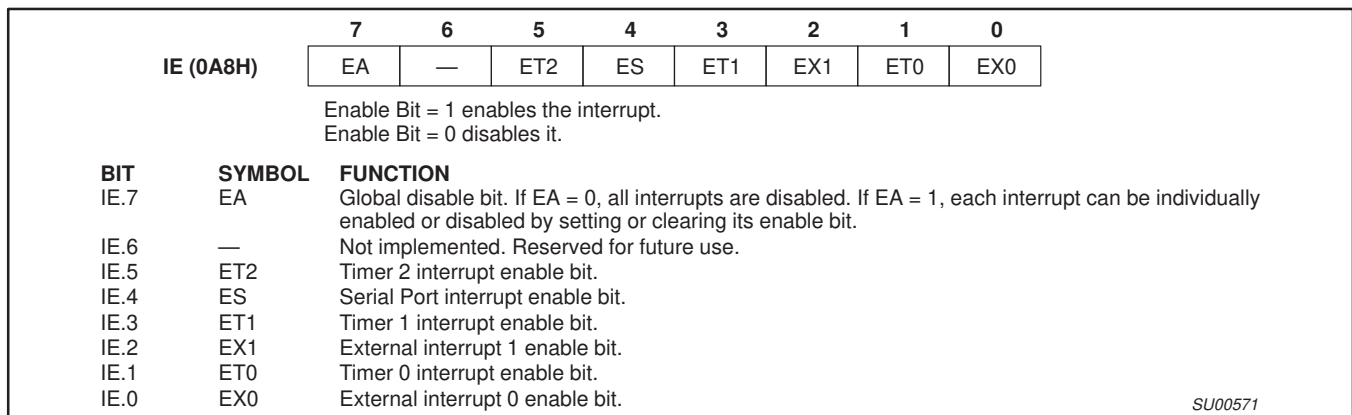 7 6 5 4 3 2 1 0
IE (0A8H) EA — ET2 ES ET1 EX1 ET0 EX0
Enable Bit = 1 enables the interrupt.
Enable Bit = 0 disables it.
BIT SYMBOL FUNCTION
IE.7 EA Global disable bit. If EA = 0, all interrupts are disabled. If EA = 1, each interrupt can be individually
enabled or disabled by setting or clearing its enable bit.
IE.6 — Not implemented. Reserved for future use.
IE.5 ET2 Timer 2 interrupt enable bit.
IE.4 ES Serial Port interrupt enable bit.
IE.3 ET1 Timer 1 interrupt enable bit.
IE.2 EX1 External interrupt 1 enable bit.
IE.1 ET0 Timer 0 interrupt enable bit.
IE.0 EX0 External interrupt 0 enable bit.
SU00571